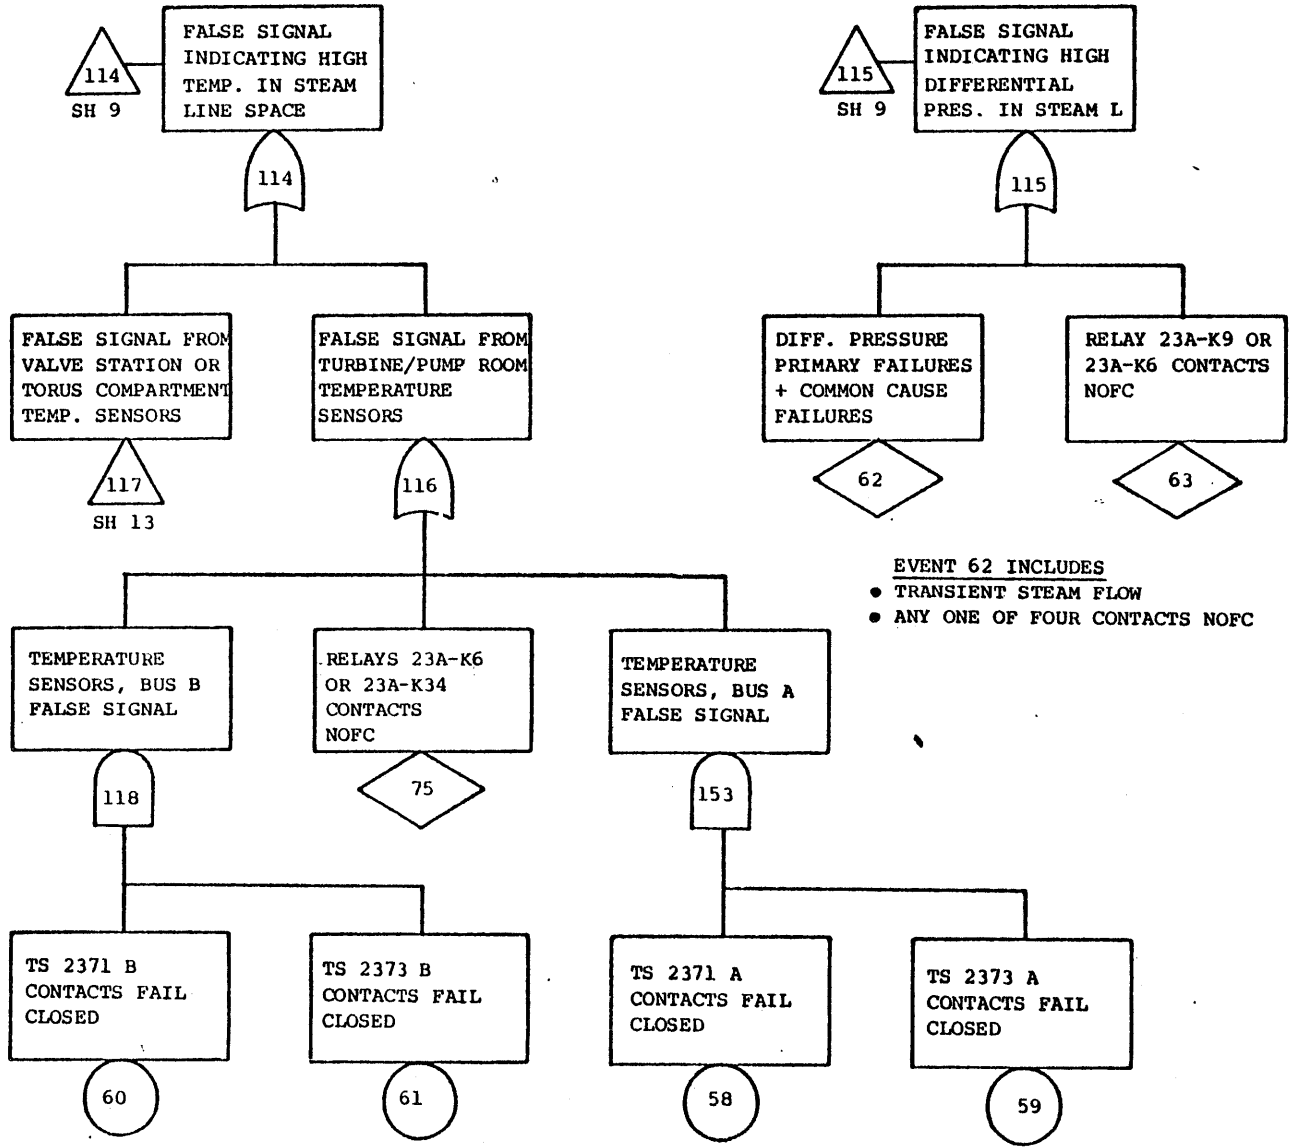 FALSE SIGNAL
INDICATING HIGH
TEMP. IN STEAM
LINE SPACE
114
SH 9
114
FALSE SIGNAL
INDICATING HIGH
DIFFERENTIAL
PRES. IN STEAM L
115
SH 9
115
FALSE SIGNAL FROM
VALVE STATION OR
TORUS COMPARTMENT
TEMP. SENSORS
117
SH 13
FALSE SIGNAL FROM
TURBINE/PUMP ROOM
TEMPERATURE
SENSORS
116
DIFF. PRESSURE
PRIMARY FAILURES
+ COMMON CAUSE
FAILURES
62
RELAY 23A-K9 OR
23A-K6 CONTACTS
NOFC
63
EVENT 62 INCLUDES
● TRANSIENT STEAM FLOW
● ANY ONE OF FOUR CONTACTS NOFC
TEMPERATURE
SENSORS, BUS B
FALSE SIGNAL
118
RELAYS 23A-K6
OR 23A-K34
CONTACTS
NOFC
75
TEMPERATURE
SENSORS, BUS A
FALSE SIGNAL
153
TS 2371 B
CONTACTS FAIL
CLOSED
60
TS 2373 B
CONTACTS FAIL
CLOSED
61
TS 2371 A
CONTACTS FAIL
CLOSED
58
TS 2373 A
CONTACTS FAIL
CLOSED
59